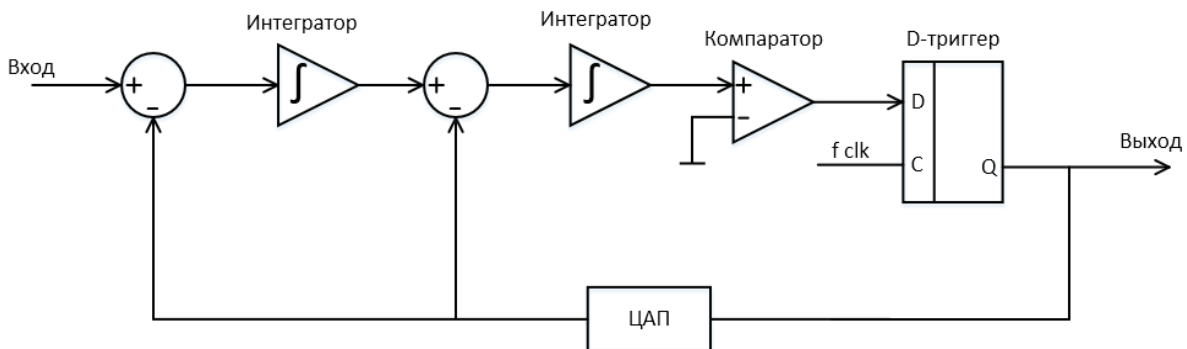 Вход
Интегратор
Интегратор
Компаратор
D-триггер
+
-
∫
+
-
∫
+
-
D
C
Q
f clk
Выход
ЦАП